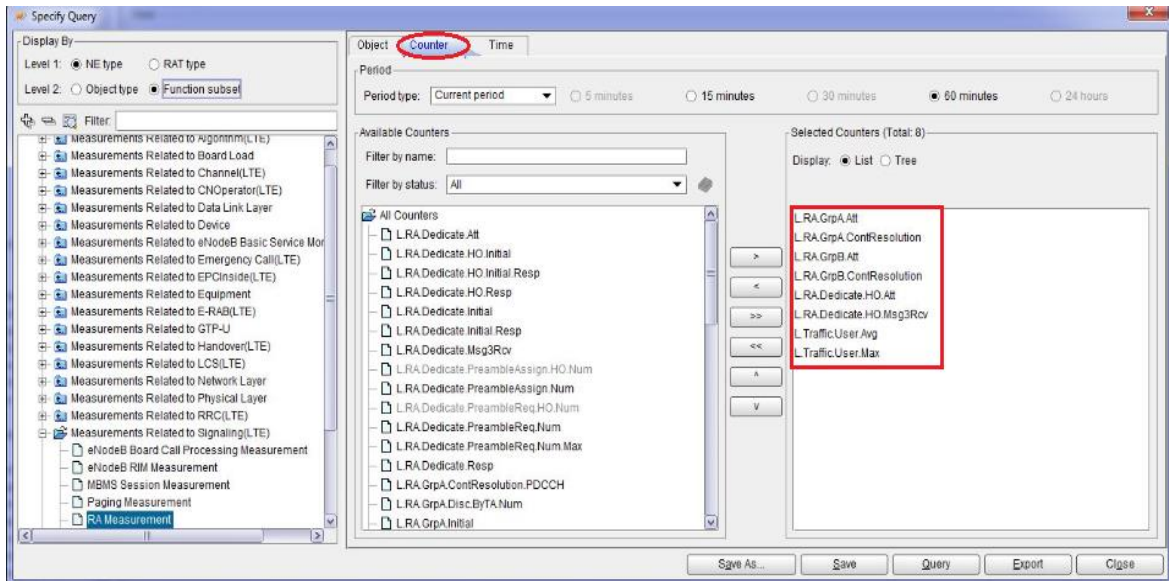 Specify Query
Display By
Level 1: NE type RAT type
Level 2: Object type Function subset
Filter:
Measurements Related to Algorithm(LTE)
Measurements Related to Board Load
Measurements Related to Channel(LTE)
Measurements Related to CNOperator(LTE)
Measurements Related to Data Link Layer
Measurements Related to Device
Measurements Related to eNodeB Basic Service Mor
Measurements Related to Emergency Call(LTE)
Measurements Related to EPCInside(LTE)
Measurements Related to Equipment
Measurements Related to E-RAB(LTE)
Measurements Related to GTP-U
Measurements Related to Handover(LTE)
Measurements Related to LCS(LTE)
Measurements Related to Network Layer
Measurements Related to Physical Layer
Measurements Related to RRC(LTE)
Measurements Related to Signaling(LTE)
eNodeB Board Call Processing Measurement
eNodeB RIM Measurement
MBMS Session Measurement
Paging Measurement
RA Measurement
Object Counter Time
Period
Period type: Current period 5 minutes 15 minutes 30 minutes 60 minutes 24 hours
Available Counters
Filter by name:
Filter by status: All
All Counters
L.RA.Dedicate.Att
L.RA.Dedicate.HO.Initial
L.RA.Dedicate.HO.Initial.Resp
L.RA.Dedicate.HO.Resp
L.RA.Dedicate.Initial
L.RA.Dedicate.Initial.Resp
L.RA.Dedicate.Msg3Rcv
L.RA.Dedicate.PreambleAssign.HO.Num
L.RA.Dedicate.PreambleAssign.Num
L.RA.Dedicate.PreambleReq.HO.Num
L.RA.Dedicate.PreambleReq.Num
L.RA.Dedicate.PreambleReq.Num.Max
L.RA.Dedicate.Resp
L.RA.GrpA.ContResolution.PDCCH
L.RA.GrpA.Disc.ByTA.Num
L.RA.GrpA.Initial
>
<
>>
<<
∧
∨
Selected Counters (Total: 8)
Display: List Tree
L.RA.GrpA.Att
L.RA.GrpA.ContResolution
L.RA.GrpB.Att
L.RA.GrpB.ContResolution
L.RA.Dedicate.HO.Att
L.RA.Dedicate.HO.Msg3Rcv
L.Traffic.User.Avg
L.Traffic.User.Max
Save As... Save Query Export Close